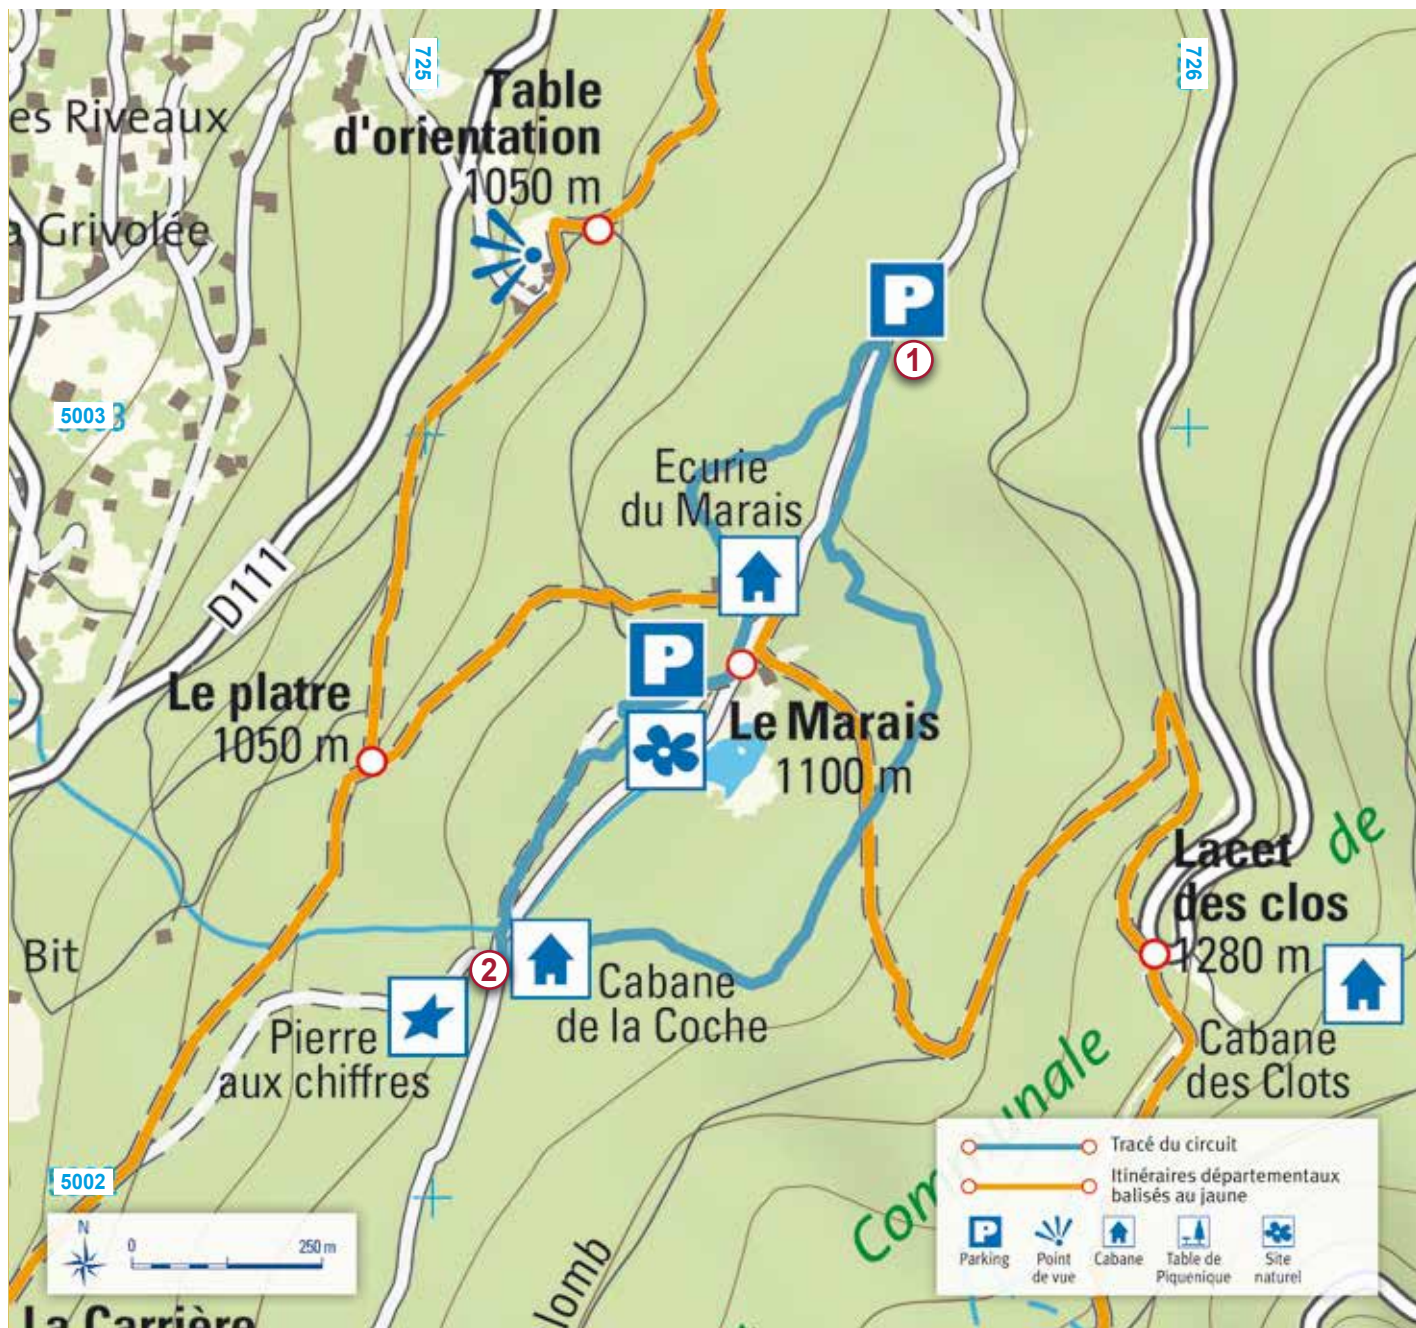 725
726
Table
d'orientation
1050 m
es Riveaux
a Grivolée
P
1
5003
Ecurie
du Marais
D111
P
Le platre
1050 m
Le Marais
1100 m
de
Lacet
des clos
1280 m
Bit
2
Cabane
de la Coche
Pierre
aux chiffres
Cabane
des Clots
Communale
5002
Tracé du circuit
Itinéraires départementaux
balisés au jaune
N
0 250 m
P
Parking
Point
de vue
Cabane
Table de
Piquenique
Site
naturel
lomb
La Carrière